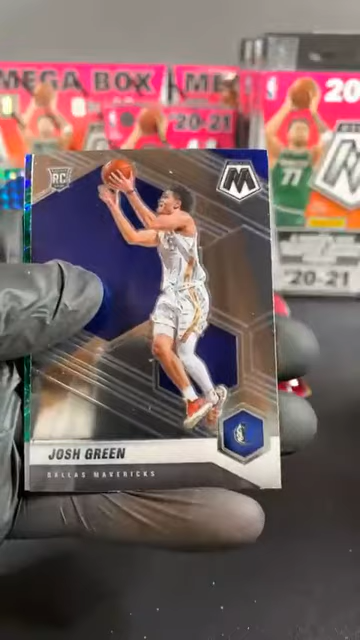 MEGA BOX
ME
20
20-21
77
20-21
RC
M
JOSH GREEN
DALLAS MAVERICKS